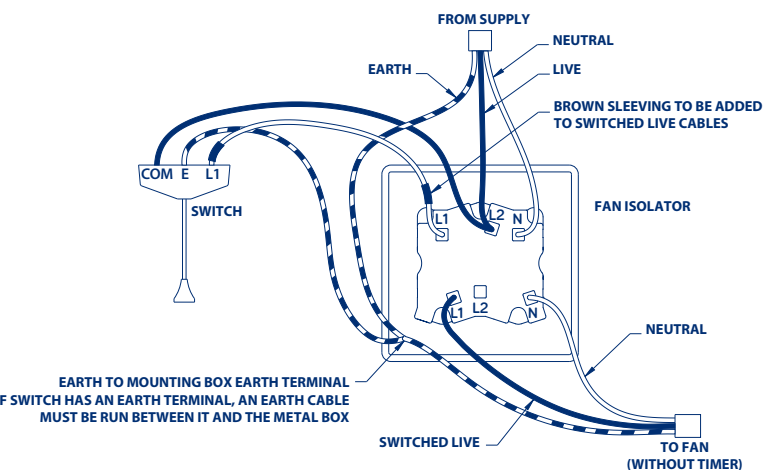 FROM SUPPLY
NEUTRAL
EARTH
LIVE
BROWN SLEEVING TO BE ADDED
TO SWITCHED LIVE CABLES
COM E L1
SWITCH
FAN ISOLATOR
L1 L2 N
L1 L2 N
NEUTRAL
EARTH TO MOUNTING BOX EARTH TERMINAL
F SWITCH HAS AN EARTH TERMINAL, AN EARTH CABLE
MUST BE RUN BETWEEN IT AND THE METAL BOX
SWITCHED LIVE
TO FAN
(WITHOUT TIMER)